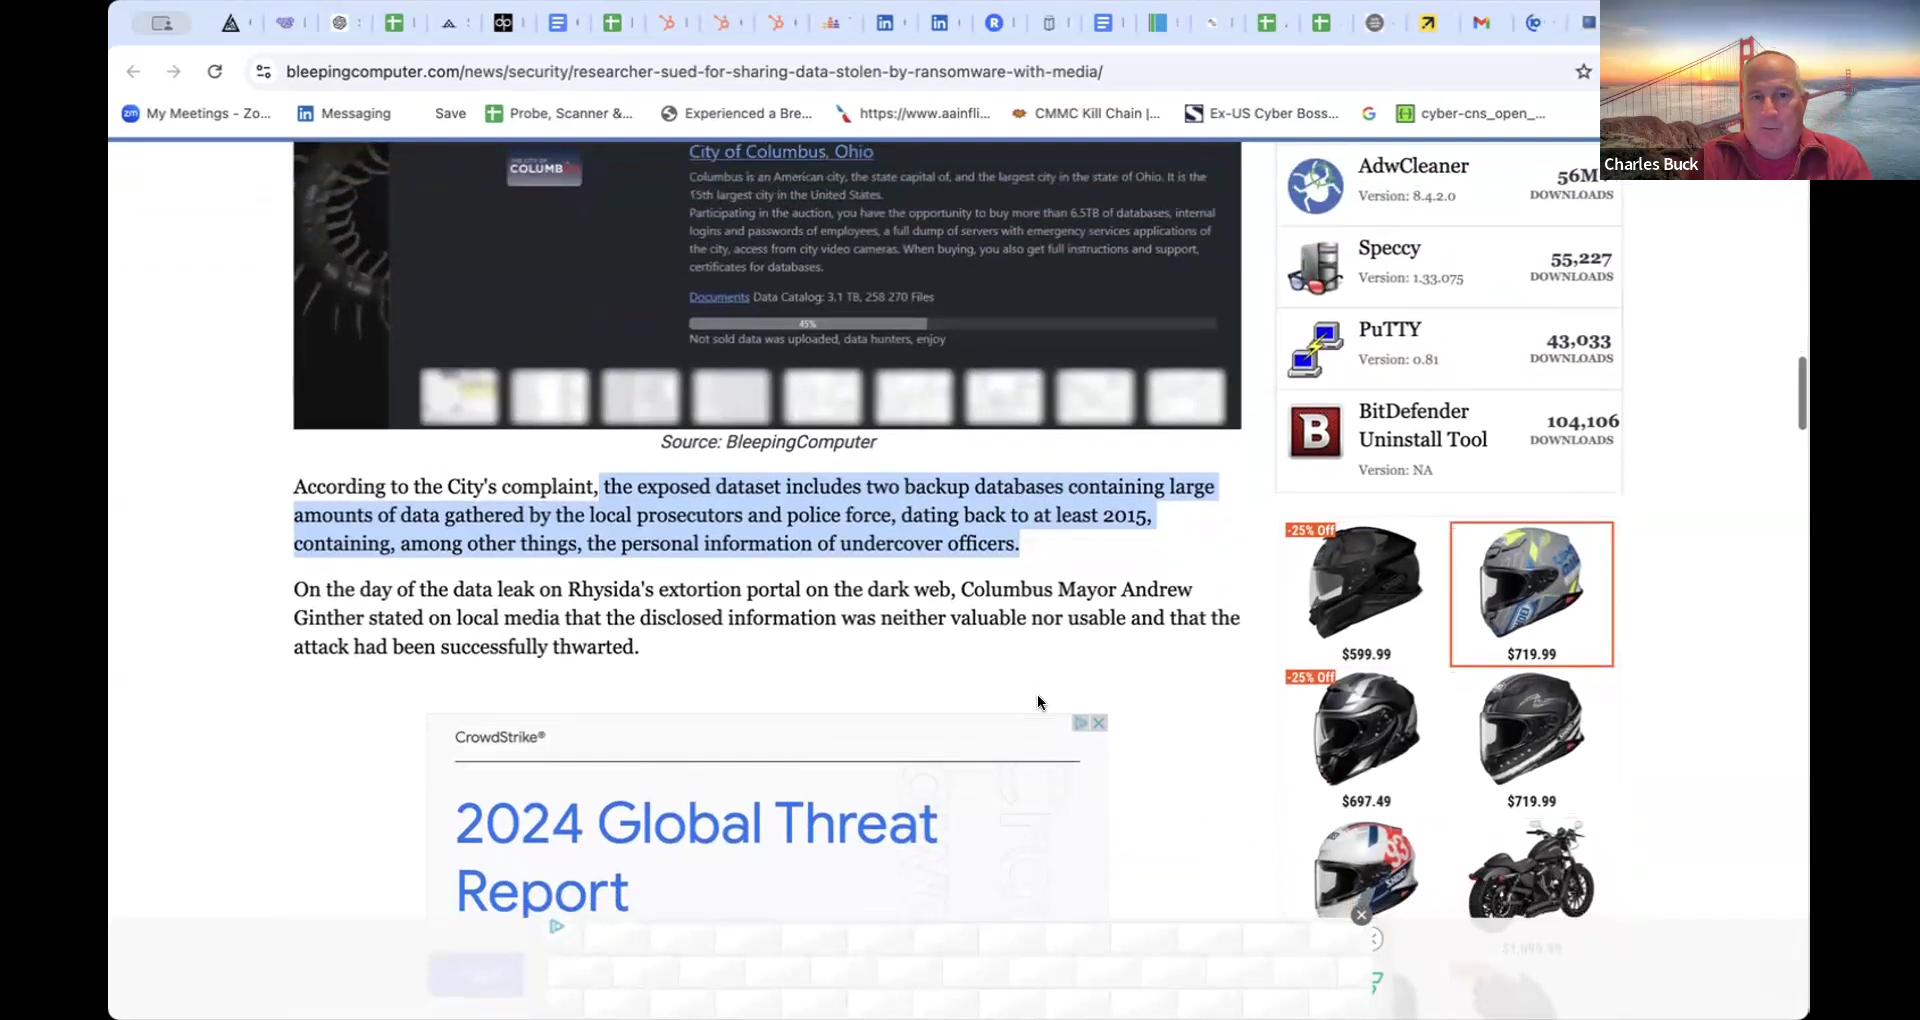 bleepingcomputer.com/news/security/researcher-sued-for-sharing-data-stolen-by-ransomware-with-media/
My Meetings - Zo...
Messaging
Save
Probe, Scanner &...
Experienced a Bre...
https://www.aainfli...
CMMC Kill Chain |...
Ex-US Cyber Boss...
cyber-cns_open_...
Charles Buck
THE CITY OF
COLUMBUS
City of Columbus, Ohio
Columbus is an American city, the state capital of, and the largest city in the state of Ohio. It is the
15th largest city in the United States.
Participating in the auction, you have the opportunity to buy more than 6.5TB of databases, internal
logins and passwords of employees, a full dump of servers with emergency services applications of
the city, access from city video cameras. When buying, you also get full instructions and support,
certificates for databases.
Documents Data Catalog: 3,1 TB, 258 270 Files
45%
Not sold data was uploaded, data hunters, enjoy
Source: BleepingComputer
According to the City's complaint, the exposed dataset includes two backup databases containing large
amounts of data gathered by the local prosecutors and police force, dating back to at least 2015,
containing, among other things, the personal information of undercover officers.
On the day of the data leak on Rhysida's extortion portal on the dark web, Columbus Mayor Andrew
Ginther stated on local media that the disclosed information was neither valuable nor usable and that the
attack had been successfully thwarted.
CrowdStrike®
2024 Global Threat
Report
AdwCleaner
Version: 8.4.2.0
56M
DOWNLOADS
Speccy
Version: 1.33.075
55,227
DOWNLOADS
PuTTY
Version: 0.81
43,033
DOWNLOADS
BitDefender
Uninstall Tool
Version: NA
104,106
DOWNLOADS
-25% Off
$599.99
$719.99
-25% Off
$697.49
$719.99
$1,099.99